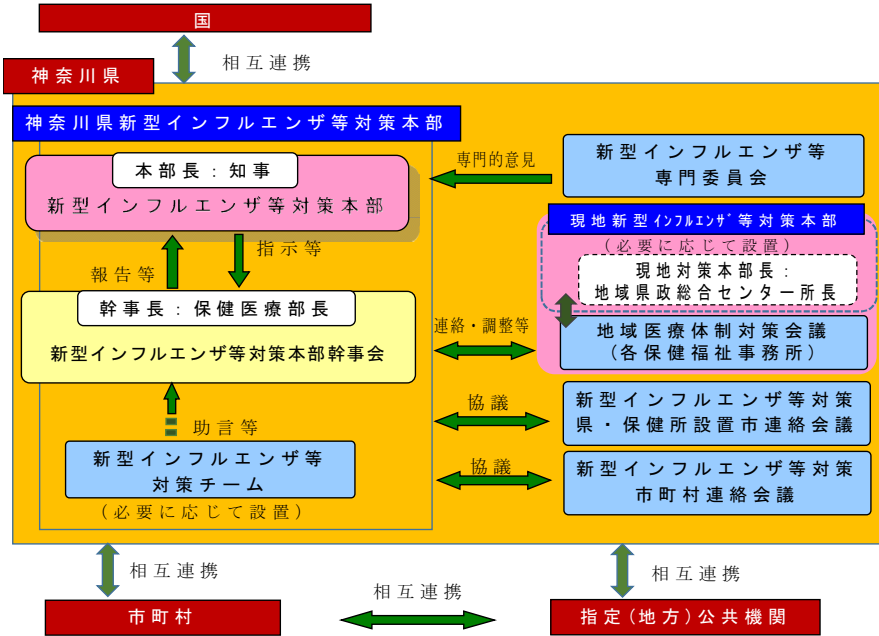 国
相互連携
神奈川県
神奈川県新型インフルエンザ等対策本部
本部長：知事
新型インフルエンザ等対策本部
専門的意見
新型インフルエンザ等
専門委員会
報告等
指示等
現地新型インフルエンザ等対策本部
（必要に応じて設置）
現地対策本部長：
地域県政総合センター所長
幹事長：保健医療部長
新型インフルエンザ等対策本部幹事会
連絡・調整等
地域医療体制対策会議
（各保健福祉事務所）
助言等
協議
新型インフルエンザ等対策
県・保健所設置市連絡会議
新型インフルエンザ等
対策チーム
（必要に応じて設置）
協議
新型インフルエンザ等対策
市町村連絡会議
相互連携
相互連携
相互連携
市町村
指定(地方)公共機関